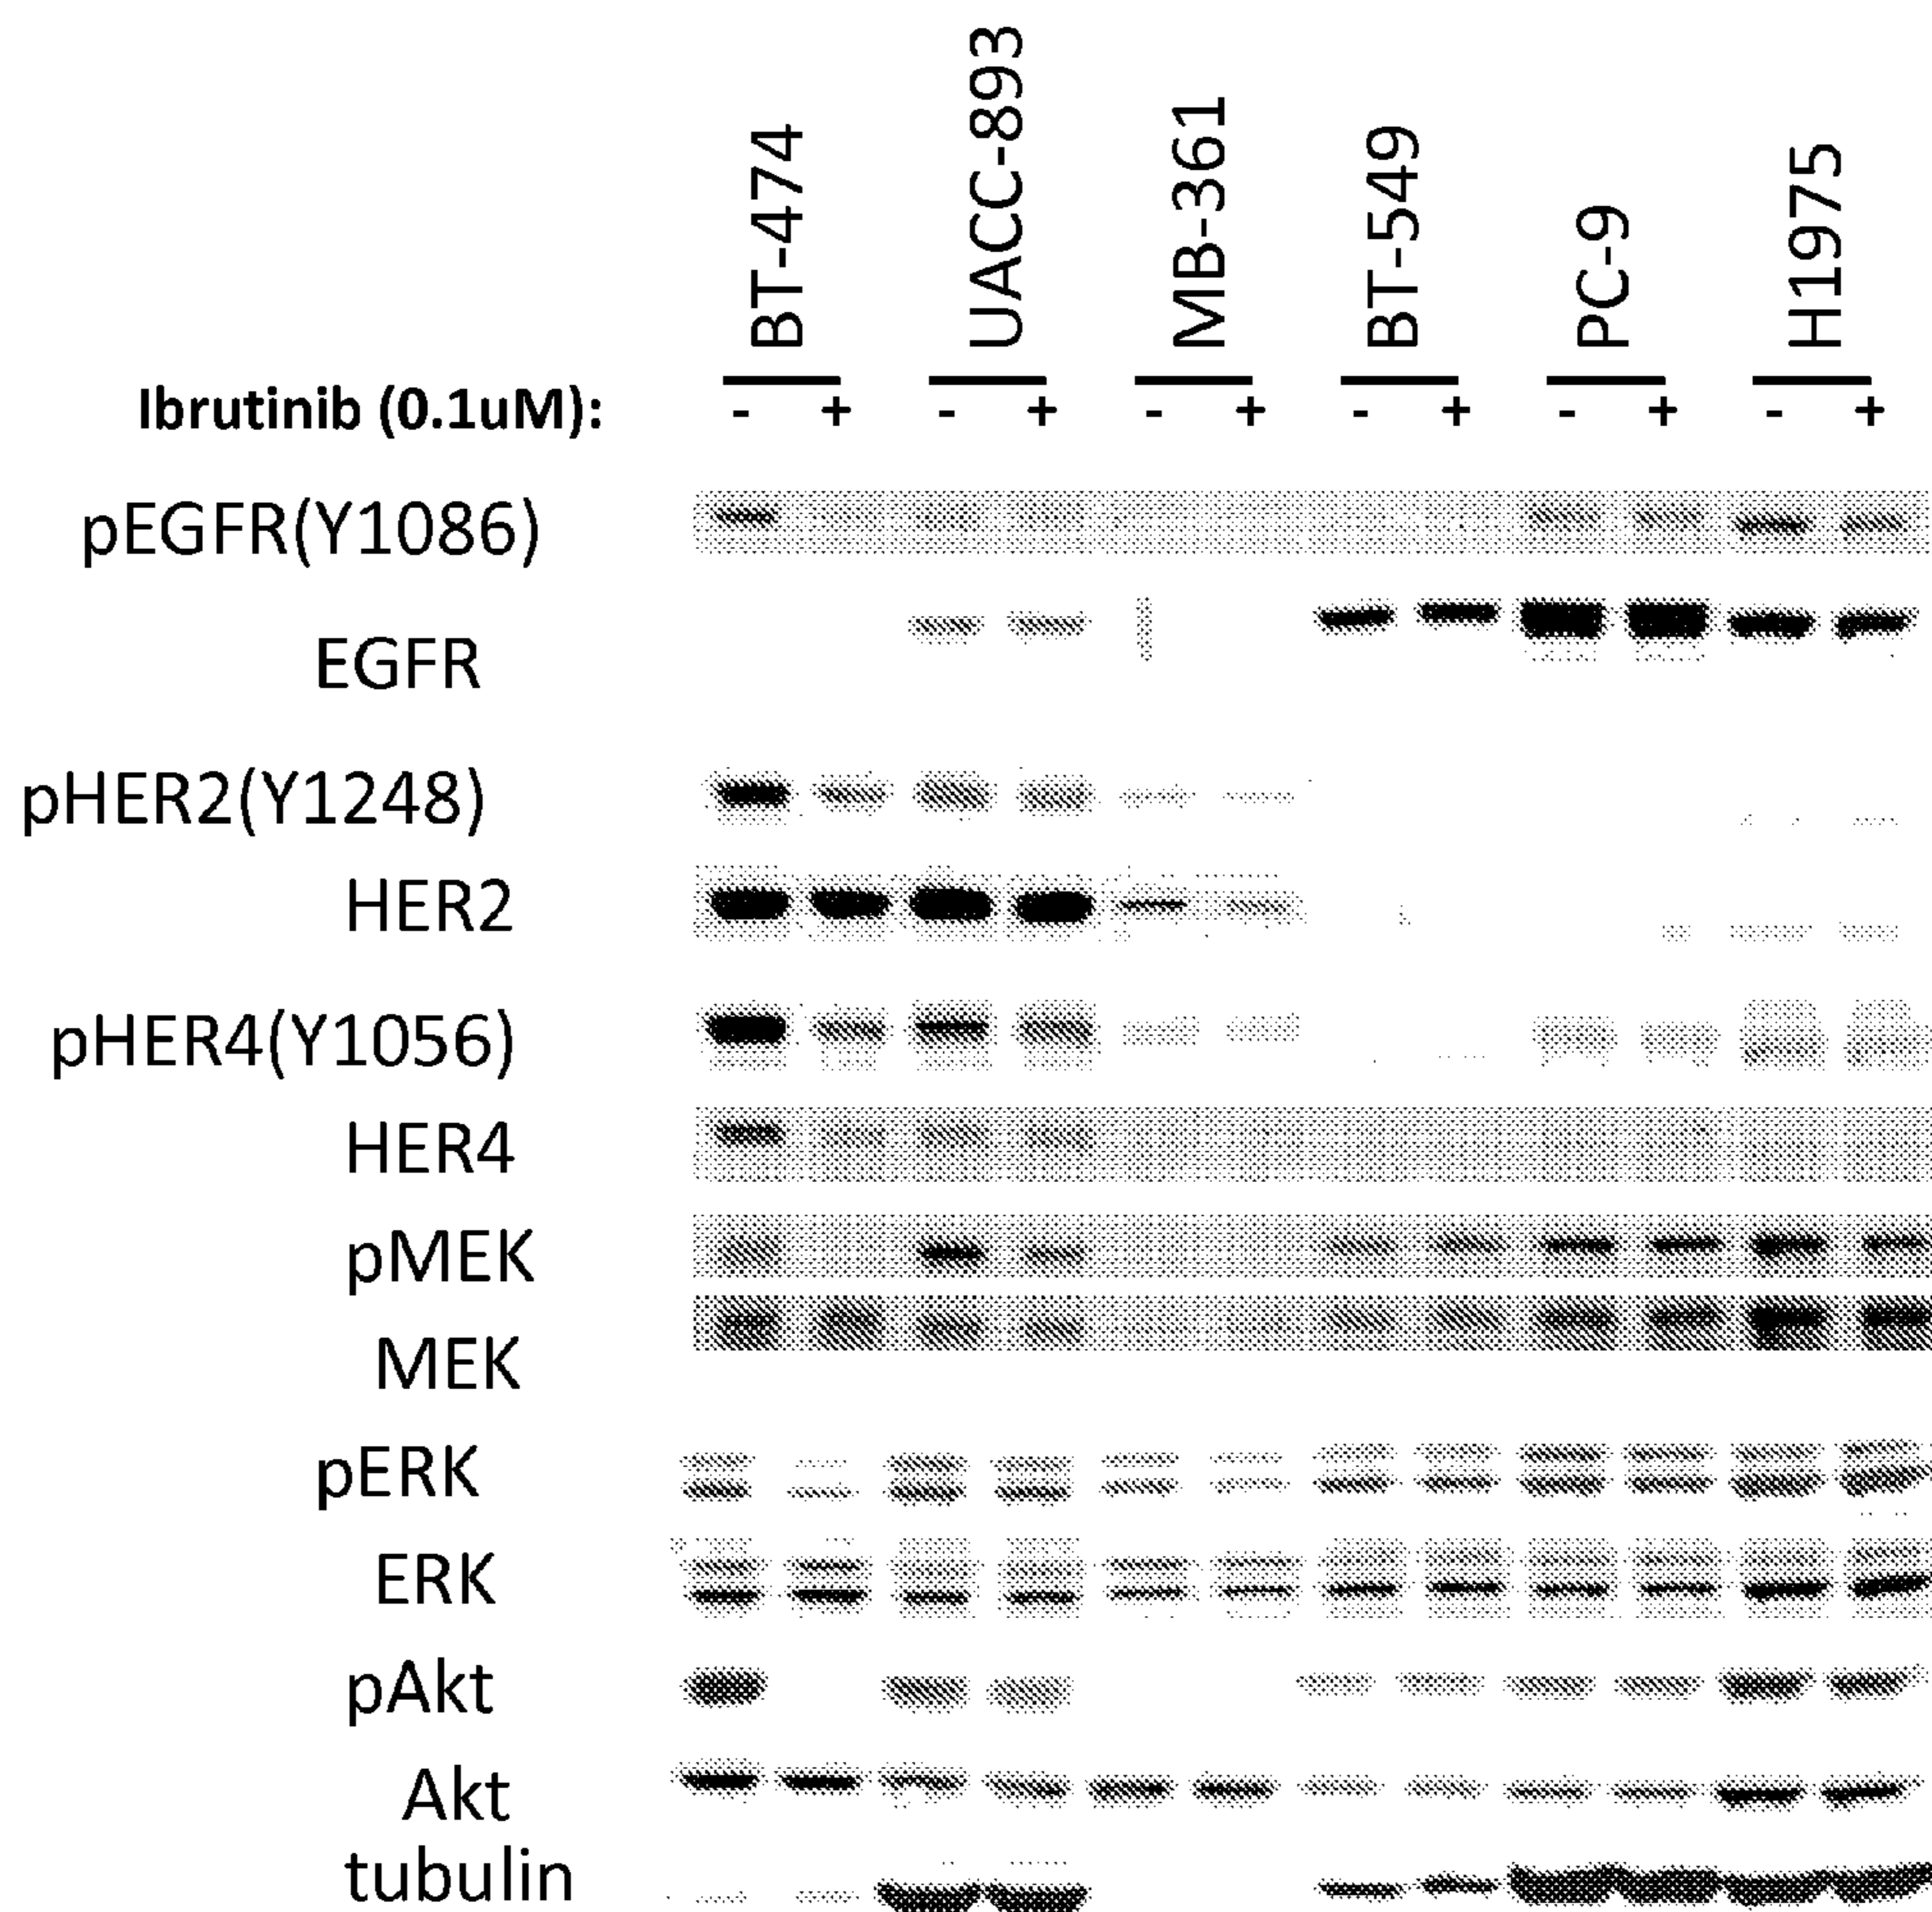 BT-474
UACC-893
MB-361
BT-549
PC-9
H1975
Ibrutinib (0.1uM): - + - + - + - + - + - +
pEGFR(Y1086)
EGFR
pHER2(Y1248)
HER2
pHER4(Y1056)
HER4
pMEK
MEK
pERK
ERK
pAkt
Akt
tubulin